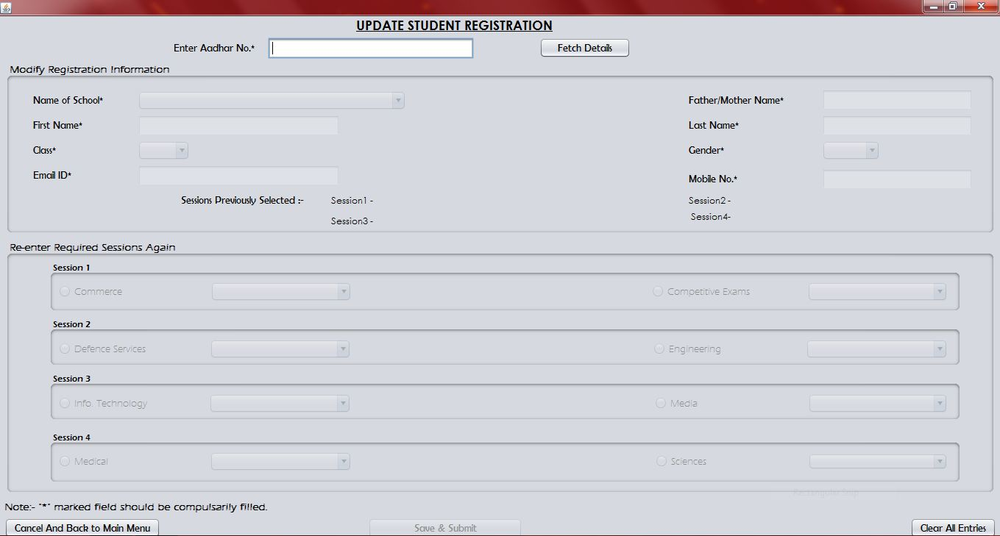 UPDATE STUDENT REGISTRATION
Enter Aadhar No.* Fetch Details
Modify Registration Information
Name of School* Father/Mother Name*
First Name* Last Name*
Class* Gender*
Email ID* Mobile No.*
Sessions Previously Selected :- Session1 - Session2 -
Session3 - Session4-
Re-enter Required Sessions Again
Session 1
Commerce Competitive Exams
Session 2
Defence Services Engineering
Session 3
Info. Technology Media
Session 4
Medical Sciences
Rectangular Snip
Note:- "*" marked field should be compulsarily filled.
Cancel And Back to Main Menu Save & Submit Clear All Entries